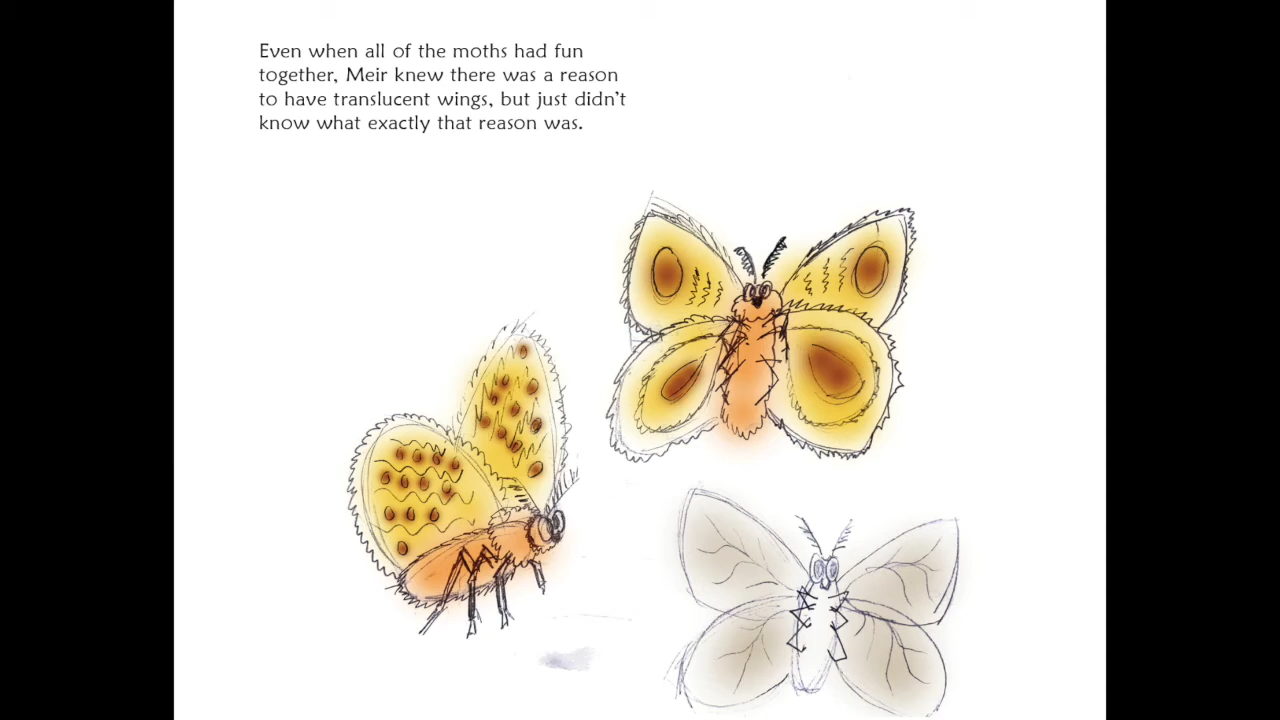 Even when all of the moths had fun
together, Meir knew there was a reason
to have translucent wings, but just didn't
know what exactly that reason was.